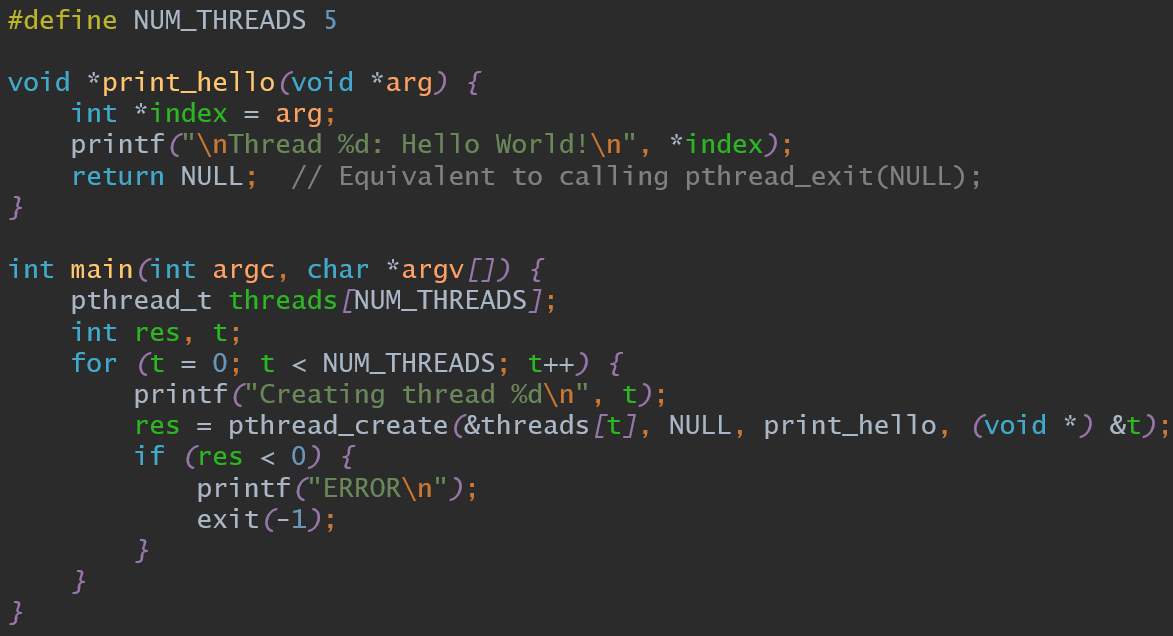 #define NUM_THREADS 5

void *print_hello(void *arg) {
    int *index = arg;
    printf("\nThread %d: Hello World!\n", *index);
    return NULL;  // Equivalent to calling pthread_exit(NULL);
}

int main(int argc, char *argv[]) {
    pthread_t threads[NUM_THREADS];
    int res, t;
    for (t = 0; t < NUM_THREADS; t++) {
        printf("Creating thread %d\n", t);
        res = pthread_create(&threads[t], NULL, print_hello, (void *) &t);
        if (res < 0) {
            printf("ERROR\n");
            exit(-1);
        }
    }
}